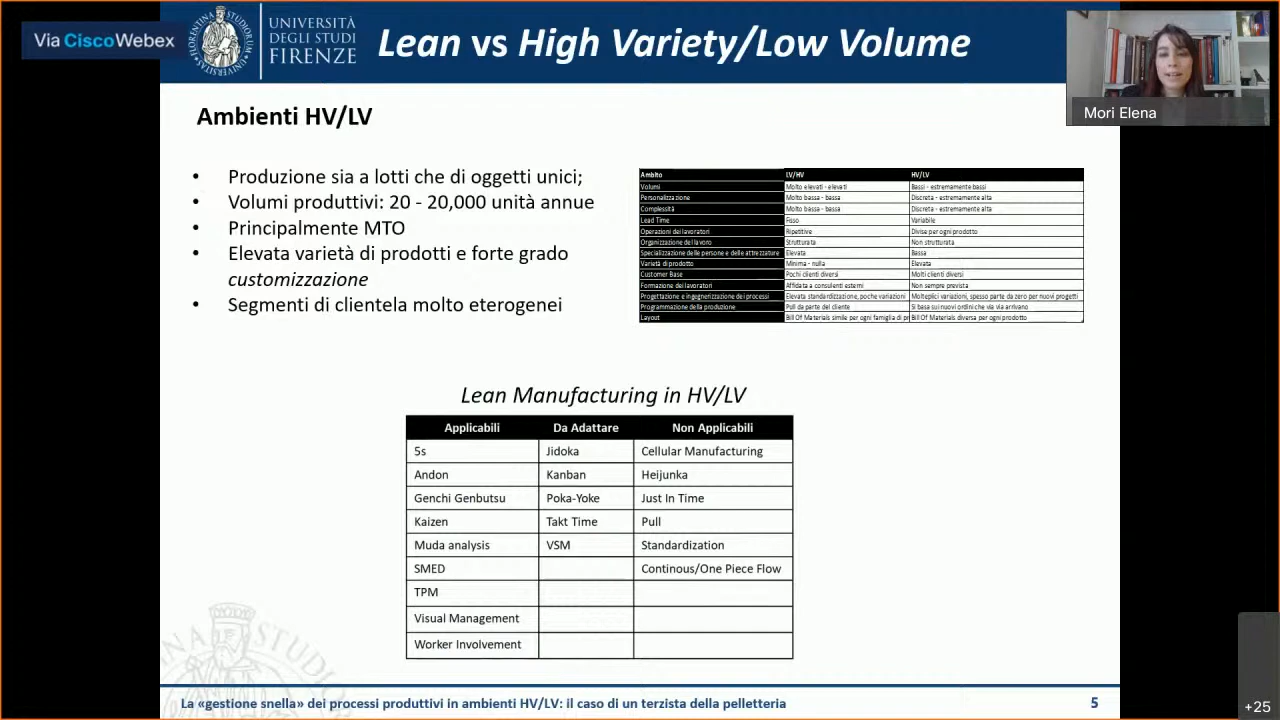 Via CiscoWebex
UNIVERSITÀ
DEGLI STUDI
FIRENZE
Lean vs High Variety/Low Volume
Mori Elena
Ambienti HV/LV
• Produzione sia a lotti che di oggetti unici;
• Volumi produttivi: 20 - 20,000 unità annue
• Principalmente MTO
• Elevata varietà di prodotti e forte grado
customizzazione
• Segmenti di clientela molto eterogenei
Ambito LV/HV HV/LV
Volumi Molto elevati - elevati Bassi - estremamente bassi
Personalizzazione Molto bassa - bassa Discreta - estremamente alta
Complessità Molto bassa - bassa Discreta - estremamente alta
Lead Time Fisso Variabile
Operazioni dei lavoratori Ripetitive Divise per ogni prodotto
Organizzazione del lavoro Strutturata Non strutturata
Specializzazione delle persone e delle attrezzature Elevata Bassa
Varietà di prodotto Minima - nulla Elevata
Customer Base Pochi clienti diversi Molti clienti diversi
Formazione dei lavoratori Affidata a consulenti esterni Non sempre prevista
Progettazione e ingegnerizzazione dei processi Elevata standardizzazione, poche variazioni Molteplici variazioni, spesso parte da zero per nuovi progetti
Programmazione della produzione Pull da parte del cliente Si basa sui nuovi ordini che via via arrivano
Layout Bill Of Materials simile per ogni famiglia di pr Bill Of Materials diversa per ogni prodotto
Lean Manufacturing in HV/LV
Applicabili Da Adattare Non Applicabili
5s Jidoka Cellular Manufacturing
Andon Kanban Heijunka
Genchi Genbutsu Poka-Yoke Just In Time
Kaizen Takt Time Pull
Muda analysis VSM Standardization
SMED Continous/One Piece Flow
TPM
Visual Management
Worker Involvement
La «gestione snella» dei processi produttivi in ambienti HV/LV: il caso di un terzista della pelletteria
5
+25